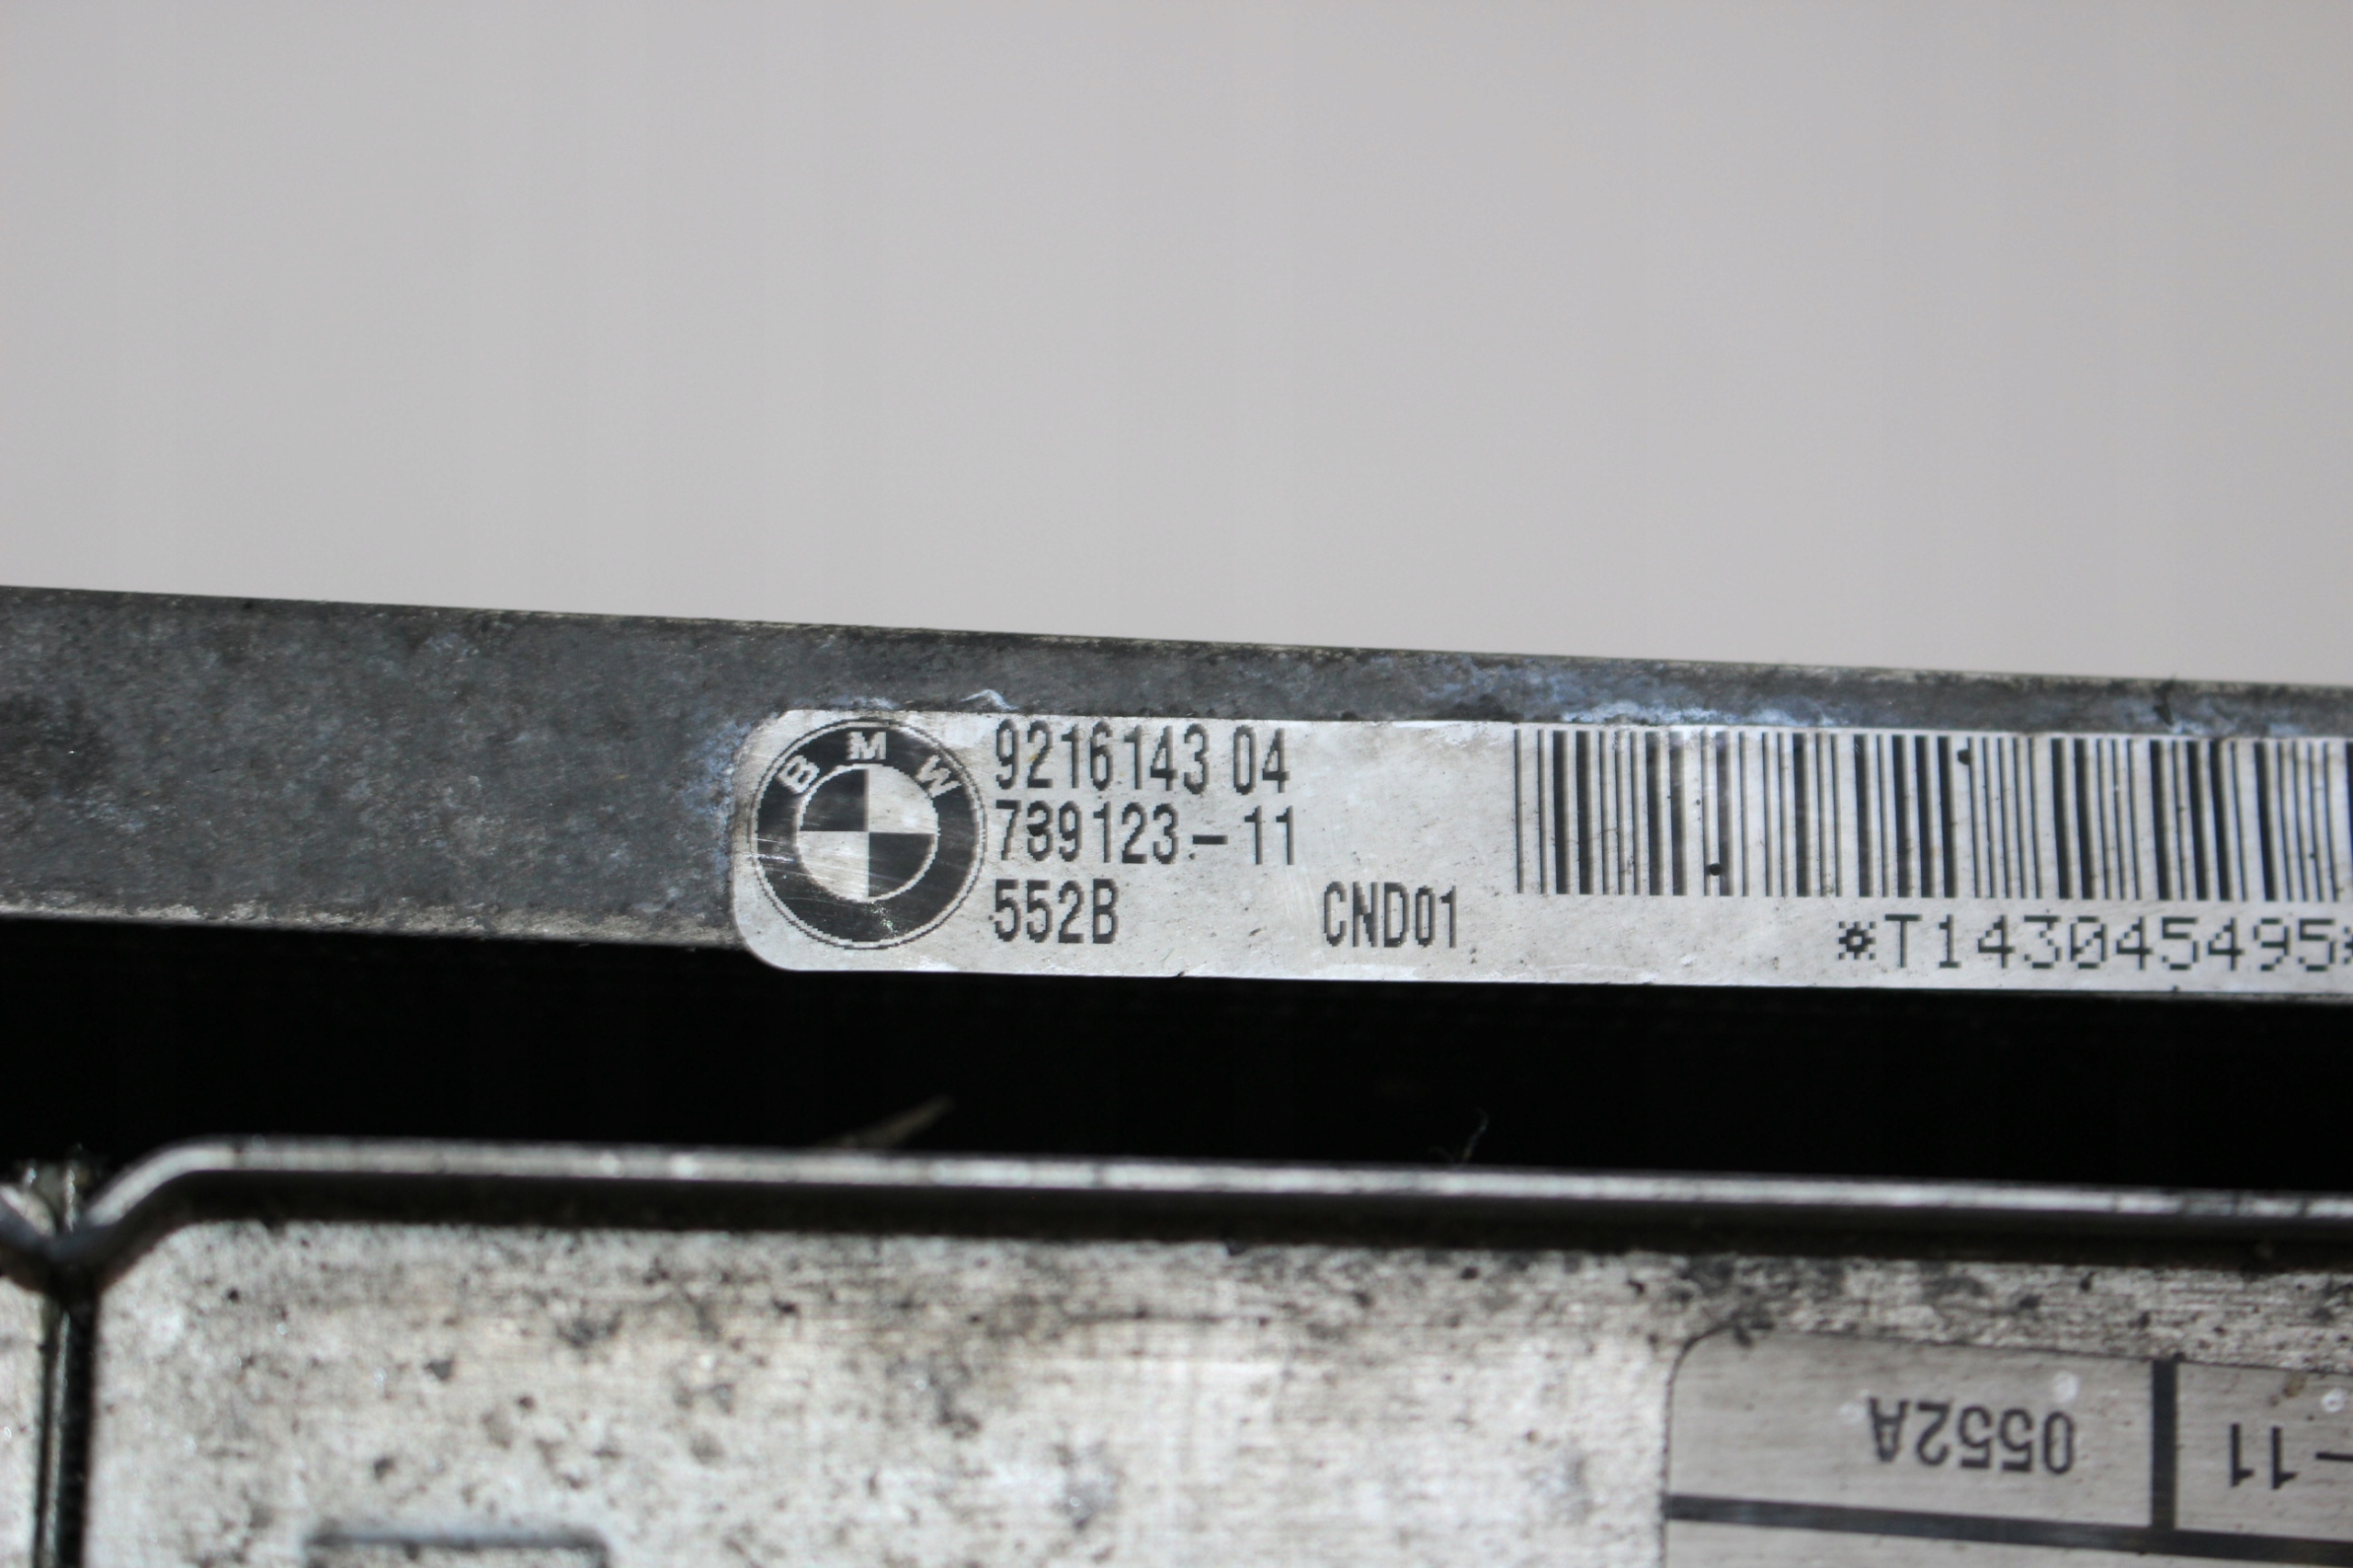 BMW
9216143 04
739123-11
552B CND01
*T143045495*
0552A
-11